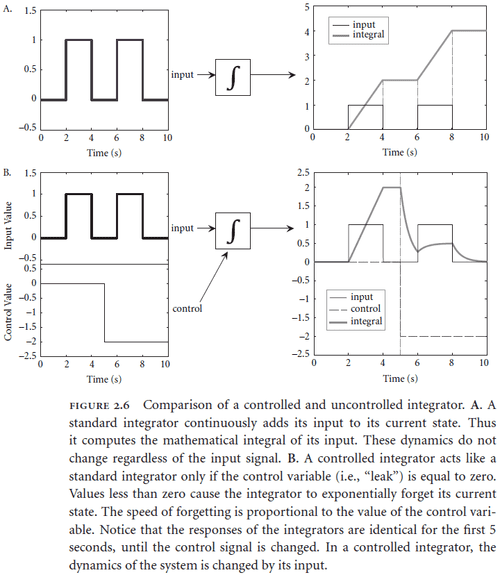 A.
1.5
1
0.5
0
−0.5
0 2 4 6 8 10
Time (s)
input
∫
5
4
3
2
1
0
input
integral
0 2 4 6 8 10
Time (s)
B.
1.5
1
0.5
0
−0.5
Input Value
0.5
0
−0.5
−1
−1.5
−2
−2.5
Control Value
0 2 4 6 8 10
Time (s)
input
∫
control
2.5
2
1.5
1
0.5
0
−0.5
−1
−1.5
−2
−2.5
input
control
integral
0 2 4 6 8 10
Time (s)
FIGURE 2.6 Comparison of a controlled and uncontrolled integrator. A. A
standard integrator continuously adds its input to its current state. Thus
it computes the mathematical integral of its input. These dynamics do not
change regardless of the input signal. B. A controlled integrator acts like a
standard integrator only if the control variable (i.e., “leak”) is equal to zero.
Values less than zero cause the integrator to exponentially forget its current
state. The speed of forgetting is proportional to the value of the control vari-
able. Notice that the responses of the integrators are identical for the first 5
seconds, until the control signal is changed. In a controlled integrator, the
dynamics of the system is changed by its input.